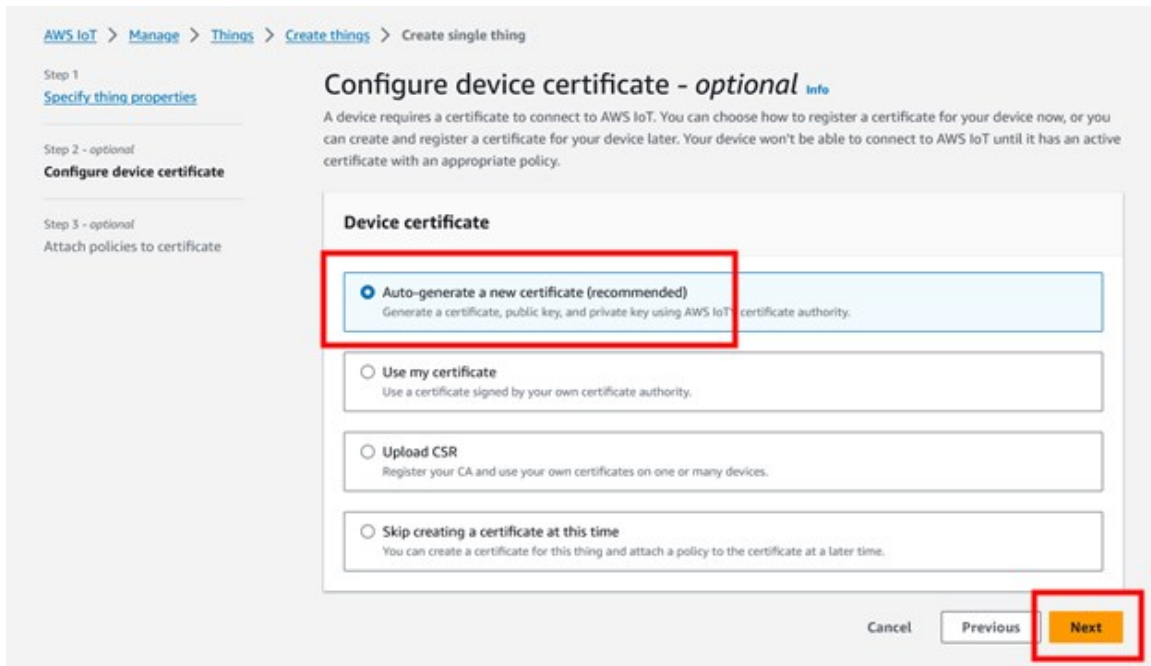 AWS IoT > Manage > Things > Create things > Create single thing
Step 1
Specify thing properties
Step 2 - optional
Configure device certificate
Step 3 - optional
Attach policies to certificate
Configure device certificate - optional Info
A device requires a certificate to connect to AWS IoT. You can choose how to register a certificate for your device now, or you
can create and register a certificate for your device later. Your device won't be able to connect to AWS IoT until it has an active
certificate with an appropriate policy.
Device certificate
Auto-generate a new certificate (recommended)
Generate a certificate, public key, and private key using AWS IoT' certificate authority.
Use my certificate
Use a certificate signed by your own certificate authority.
Upload CSR
Register your CA and use your own certificates on one or many devices.
Skip creating a certificate at this time
You can create a certificate for this thing and attach a policy to the certificate at a later time.
Cancel Previous Next